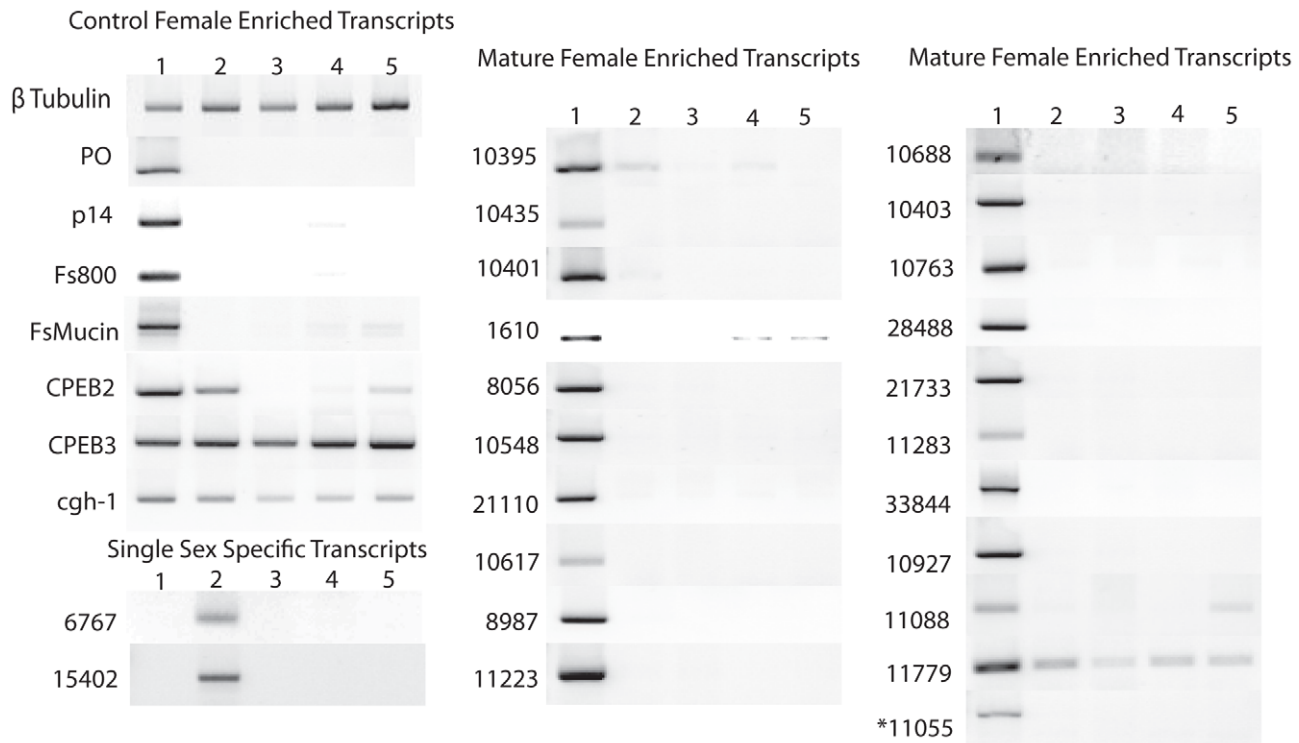 Control Female Enriched Transcripts
1 2 3 4 5
β Tubulin
PO
p14
Fs800
FsMucin
CPEB2
CPEB3
cgh-1
Single Sex Specific Transcripts
1 2 3 4 5
6767
15402
Mature Female Enriched Transcripts
1 2 3 4 5
10395
10435
10401
1610
8056
10548
21110
10617
8987
11223
Mature Female Enriched Transcripts
1 2 3 4 5
10688
10403
10763
28488
21733
11283
33844
10927
11088
11779
*11055